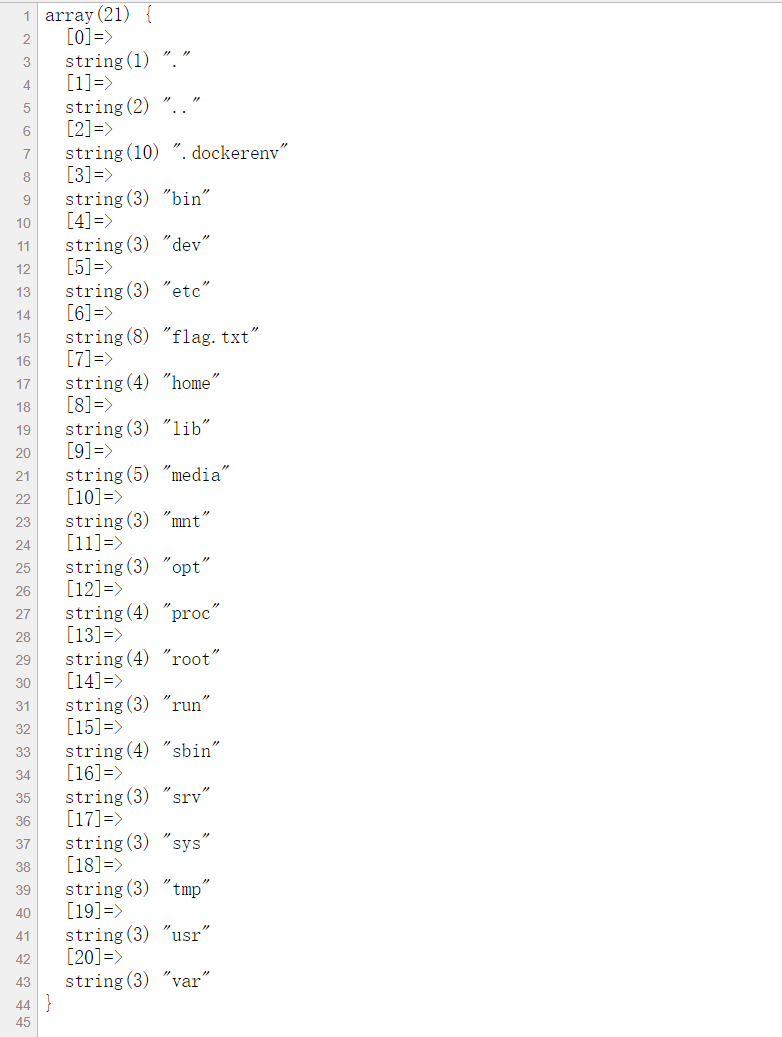 1 array(21) {
2 [0]=>
3 string(1) "."
4 [1]=>
5 string(2) ".."
6 [2]=>
7 string(10) ".dockerenv"
8 [3]=>
9 string(3) "bin"
10 [4]=>
11 string(3) "dev"
12 [5]=>
13 string(3) "etc"
14 [6]=>
15 string(8) "flag.txt"
16 [7]=>
17 string(4) "home"
18 [8]=>
19 string(3) "lib"
20 [9]=>
21 string(5) "media"
22 [10]=>
23 string(3) "mnt"
24 [11]=>
25 string(3) "opt"
26 [12]=>
27 string(4) "proc"
28 [13]=>
29 string(4) "root"
30 [14]=>
31 string(3) "run"
32 [15]=>
33 string(4) "sbin"
34 [16]=>
35 string(3) "srv"
36 [17]=>
37 string(3) "sys"
38 [18]=>
39 string(3) "tmp"
40 [19]=>
41 string(3) "usr"
42 [20]=>
43 string(3) "var"
44 }
45